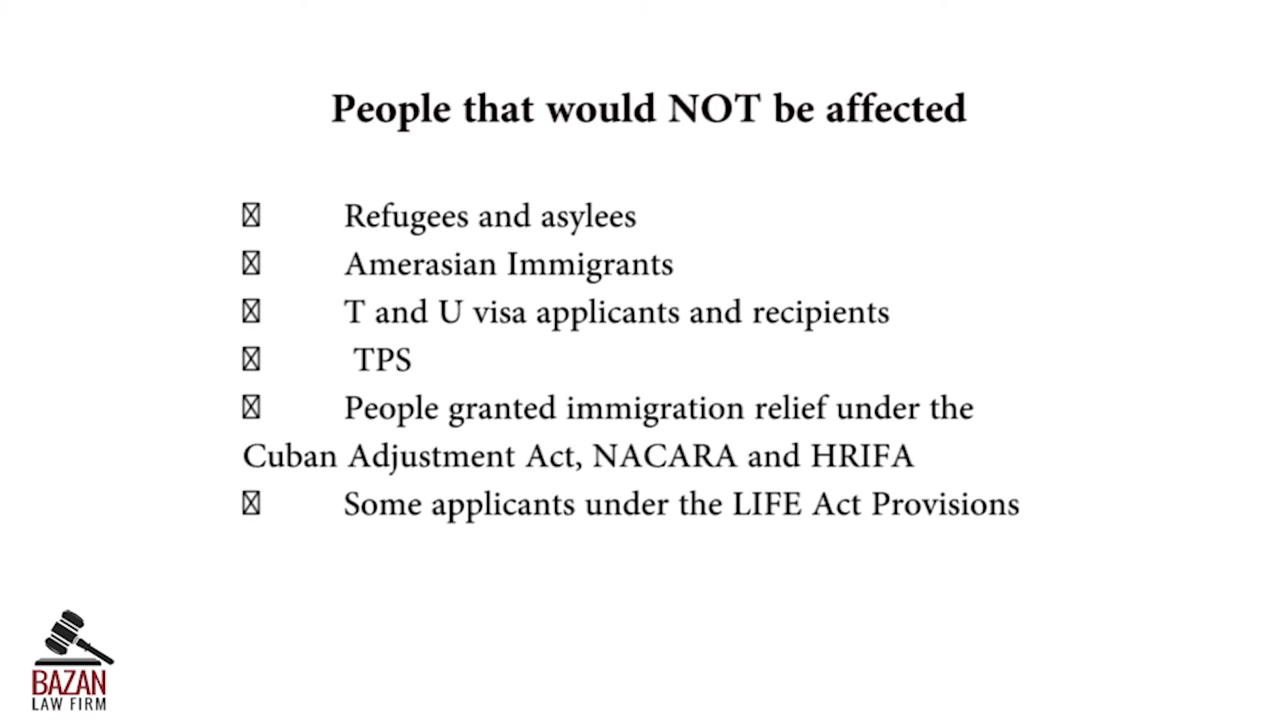 People that would NOT be affected
Refugees and asylees
Amerasian Immigrants
T and U visa applicants and recipients
TPS
People granted immigration relief under the
Cuban Adjustment Act, NACARA and HRIFA
Some applicants under the LIFE Act Provisions
BAZAN
LAW FIRM